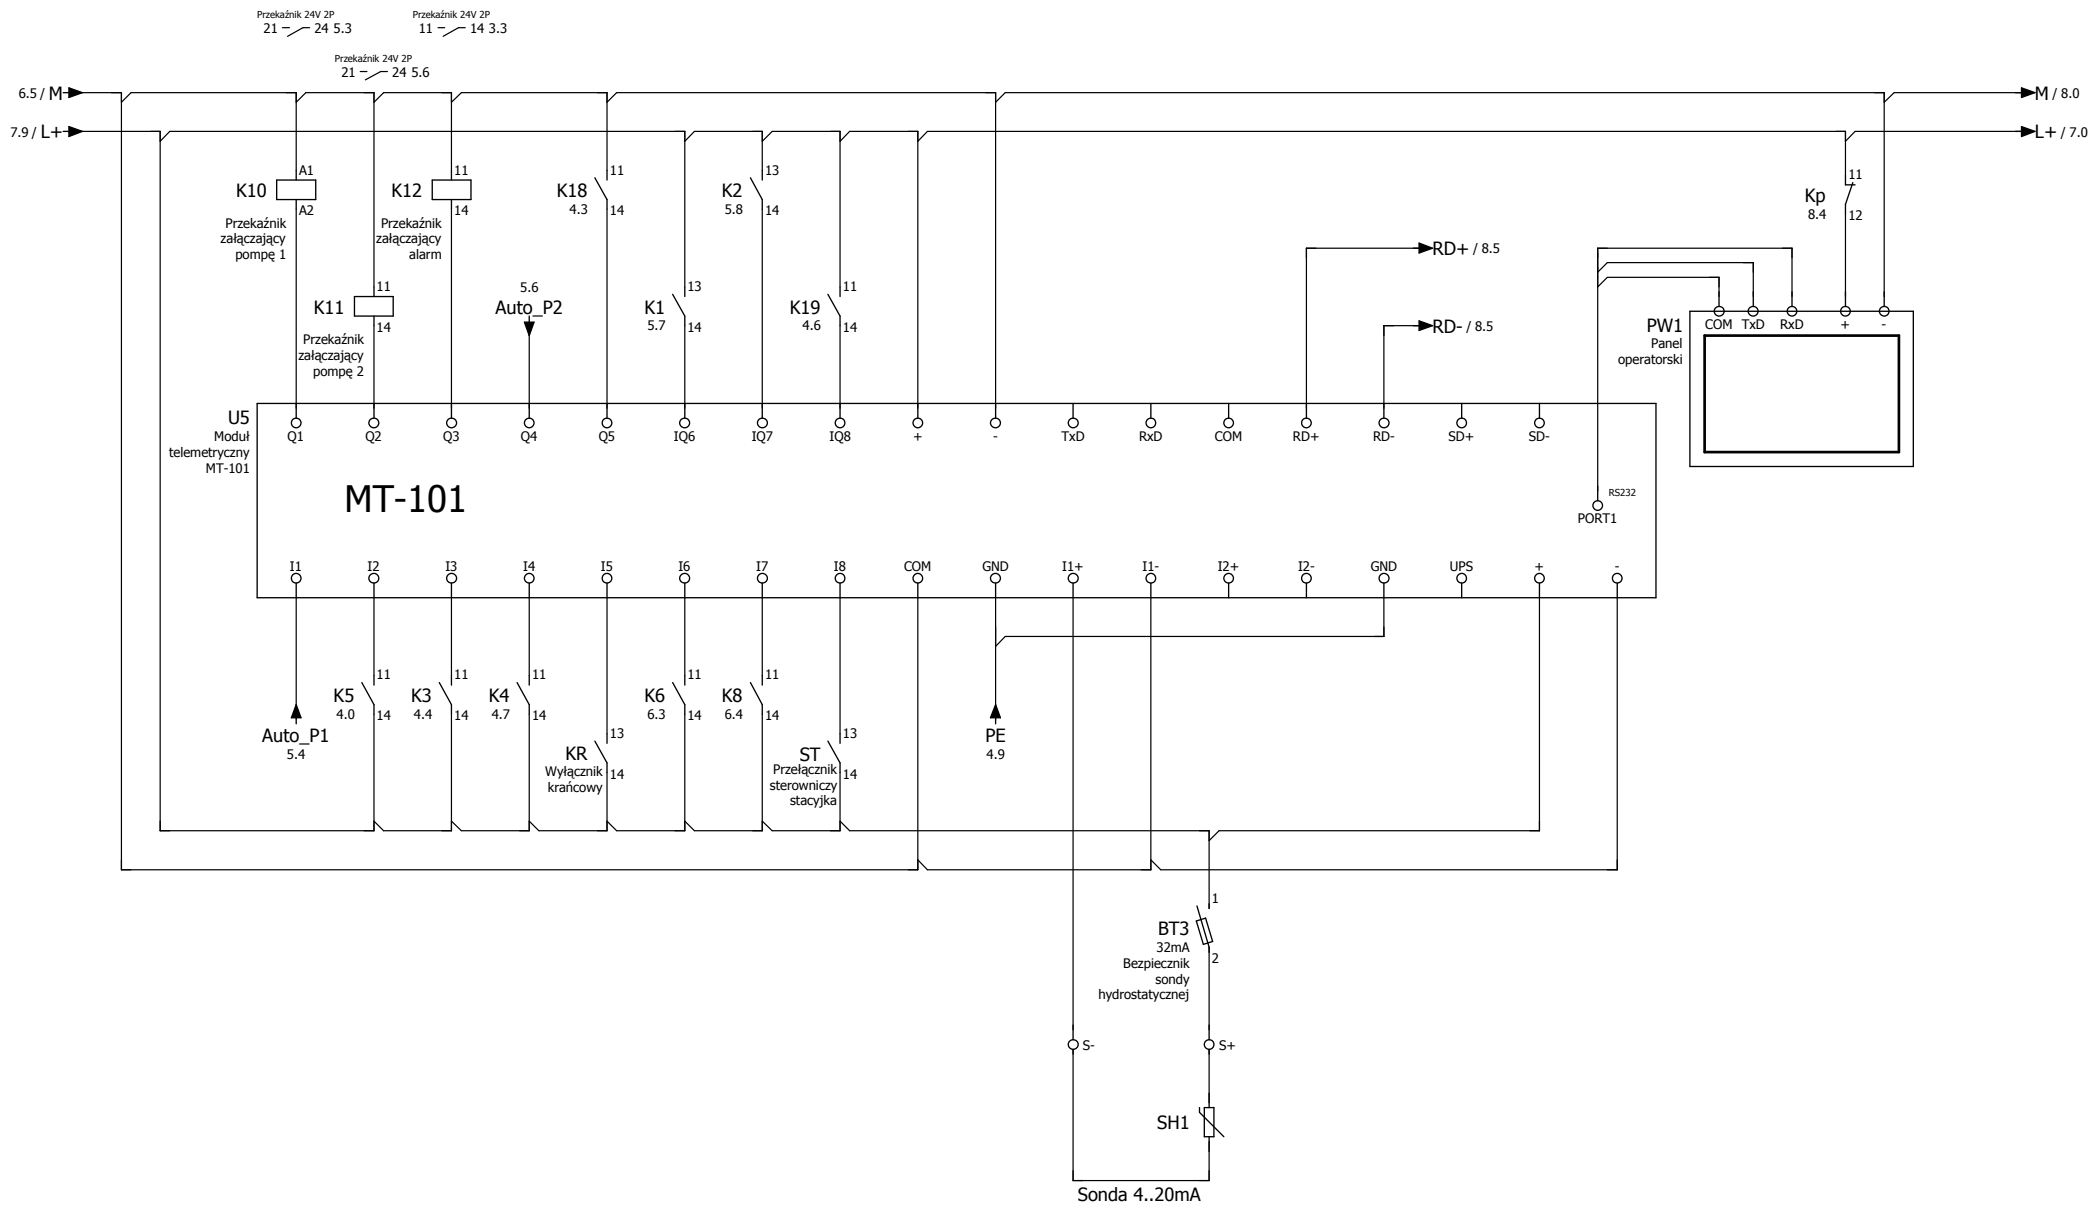 Przekaźnik 24V 2P
21 24 5.3
Przekaźnik 24V 2P
11 14 3.3
Przekaźnik 24V 2P
21 24 5.6
6.5 / M
M / 8.0
7.9 / L+
L+ / 7.0
K10
A1
A2
Przekaźnik
załączający
pompę 1
K12
11
14
Przekaźnik
załączający
alarm
K18
4.3
11
14
K2
5.8
13
14
Kp
8.4
11
12
RD+ / 8.5
K11
11
14
Przekaźnik
załączający
pompę 2
5.6
Auto_P2
K1
5.7
13
14
K19
4.6
11
14
RD- / 8.5
PW1
Panel
operatorski
COM TxD RxD + -
U5
Moduł
telemetryczny
MT-101
Q1 Q2 Q3 Q4 Q5 IQ6 IQ7 IQ8 + - TxD RxD COM RD+ RD- SD+ SD-
MT-101
RS232
PORT1
I1 I2 I3 I4 I5 I6 I7 I8 COM GND I1+ I1- I2+ I2- GND UPS + -
Auto_P1
5.4
K5
4.0
11
14
K3
4.4
11
14
K4
4.7
11
14
KR
Wyłącznik
krańcowy
13
14
K6
6.3
11
14
K8
6.4
11
14
ST
Przełącznik
sterowniczy
stacyjka
13
14
PE
4.9
BT3
32mA
Bezpiecznik
sondy
hydrostatycznej
1
2
S-
S+
SH1
Sonda 4..20mA